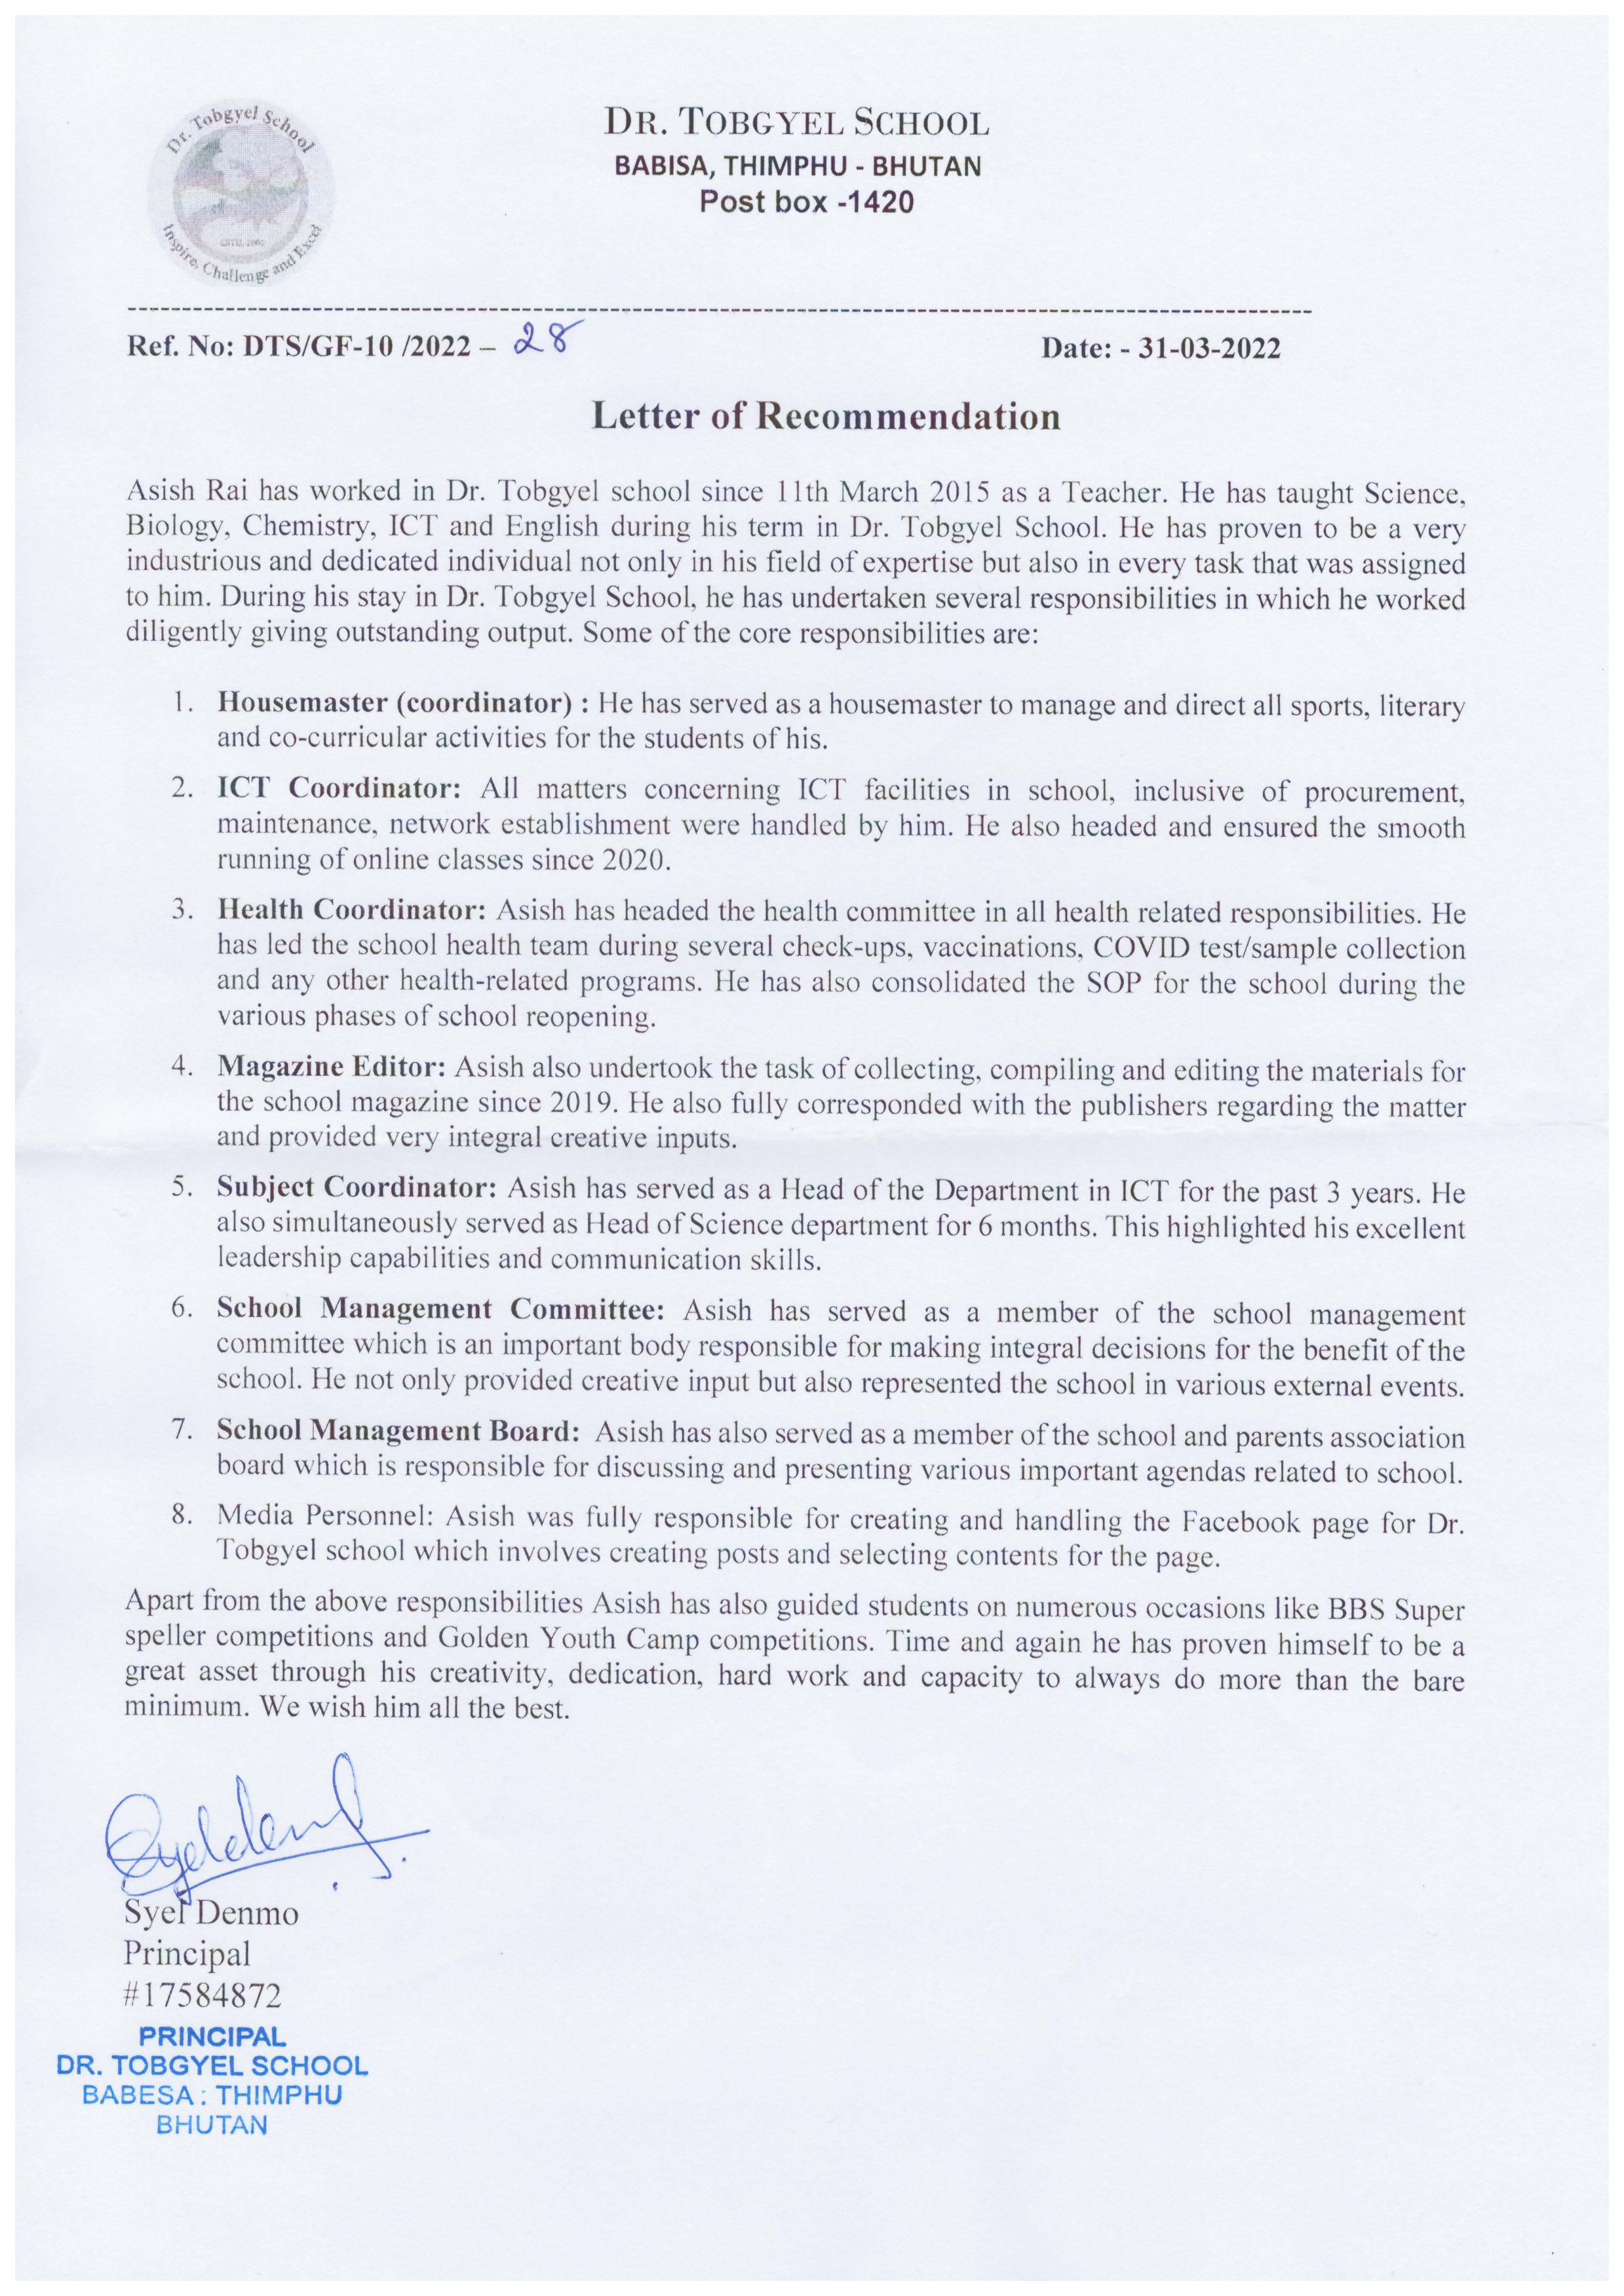 Dr. Tobgyel School
Inspire, Challenge and Excel
DR. TOBGYEL SCHOOL
BABISA, THIMPHU - BHUTAN
Post box -1420
Ref. No: DTS/GF-10 /2022 – 28
Date: - 31-03-2022
Letter of Recommendation
Asish Rai has worked in Dr. Tobgyel school since 11th March 2015 as a Teacher. He has taught Science,
Biology, Chemistry, ICT and English during his term in Dr. Tobgyel School. He has proven to be a very
industrious and dedicated individual not only in his field of expertise but also in every task that was assigned
to him. During his stay in Dr. Tobgyel School, he has undertaken several responsibilities in which he worked
diligently giving outstanding output. Some of the core responsibilities are:
1. Housemaster (coordinator) : He has served as a housemaster to manage and direct all sports, literary
and co-curricular activities for the students of his.
2. ICT Coordinator: All matters concerning ICT facilities in school, inclusive of procurement,
maintenance, network establishment were handled by him. He also headed and ensured the smooth
running of online classes since 2020.
3. Health Coordinator: Asish has headed the health committee in all health related responsibilities. He
has led the school health team during several check-ups, vaccinations, COVID test/sample collection
and any other health-related programs. He has also consolidated the SOP for the school during the
various phases of school reopening.
4. Magazine Editor: Asish also undertook the task of collecting, compiling and editing the materials for
the school magazine since 2019. He also fully corresponded with the publishers regarding the matter
and provided very integral creative inputs.
5. Subject Coordinator: Asish has served as a Head of the Department in ICT for the past 3 years. He
also simultaneously served as Head of Science department for 6 months. This highlighted his excellent
leadership capabilities and communication skills.
6. School Management Committee: Asish has served as a member of the school management
committee which is an important body responsible for making integral decisions for the benefit of the
school. He not only provided creative input but also represented the school in various external events.
7. School Management Board: Asish has also served as a member of the school and parents association
board which is responsible for discussing and presenting various important agendas related to school.
8. Media Personnel: Asish was fully responsible for creating and handling the Facebook page for Dr.
Tobgyel school which involves creating posts and selecting contents for the page.
Apart from the above responsibilities Asish has also guided students on numerous occasions like BBS Super
speller competitions and Golden Youth Camp competitions. Time and again he has proven himself to be a
great asset through his creativity, dedication, hard work and capacity to always do more than the bare
minimum. We wish him all the best.
Syel Denmo
Principal
#17584872
PRINCIPAL
DR. TOBGYEL SCHOOL
BABESA : THIMPHU
BHUTAN